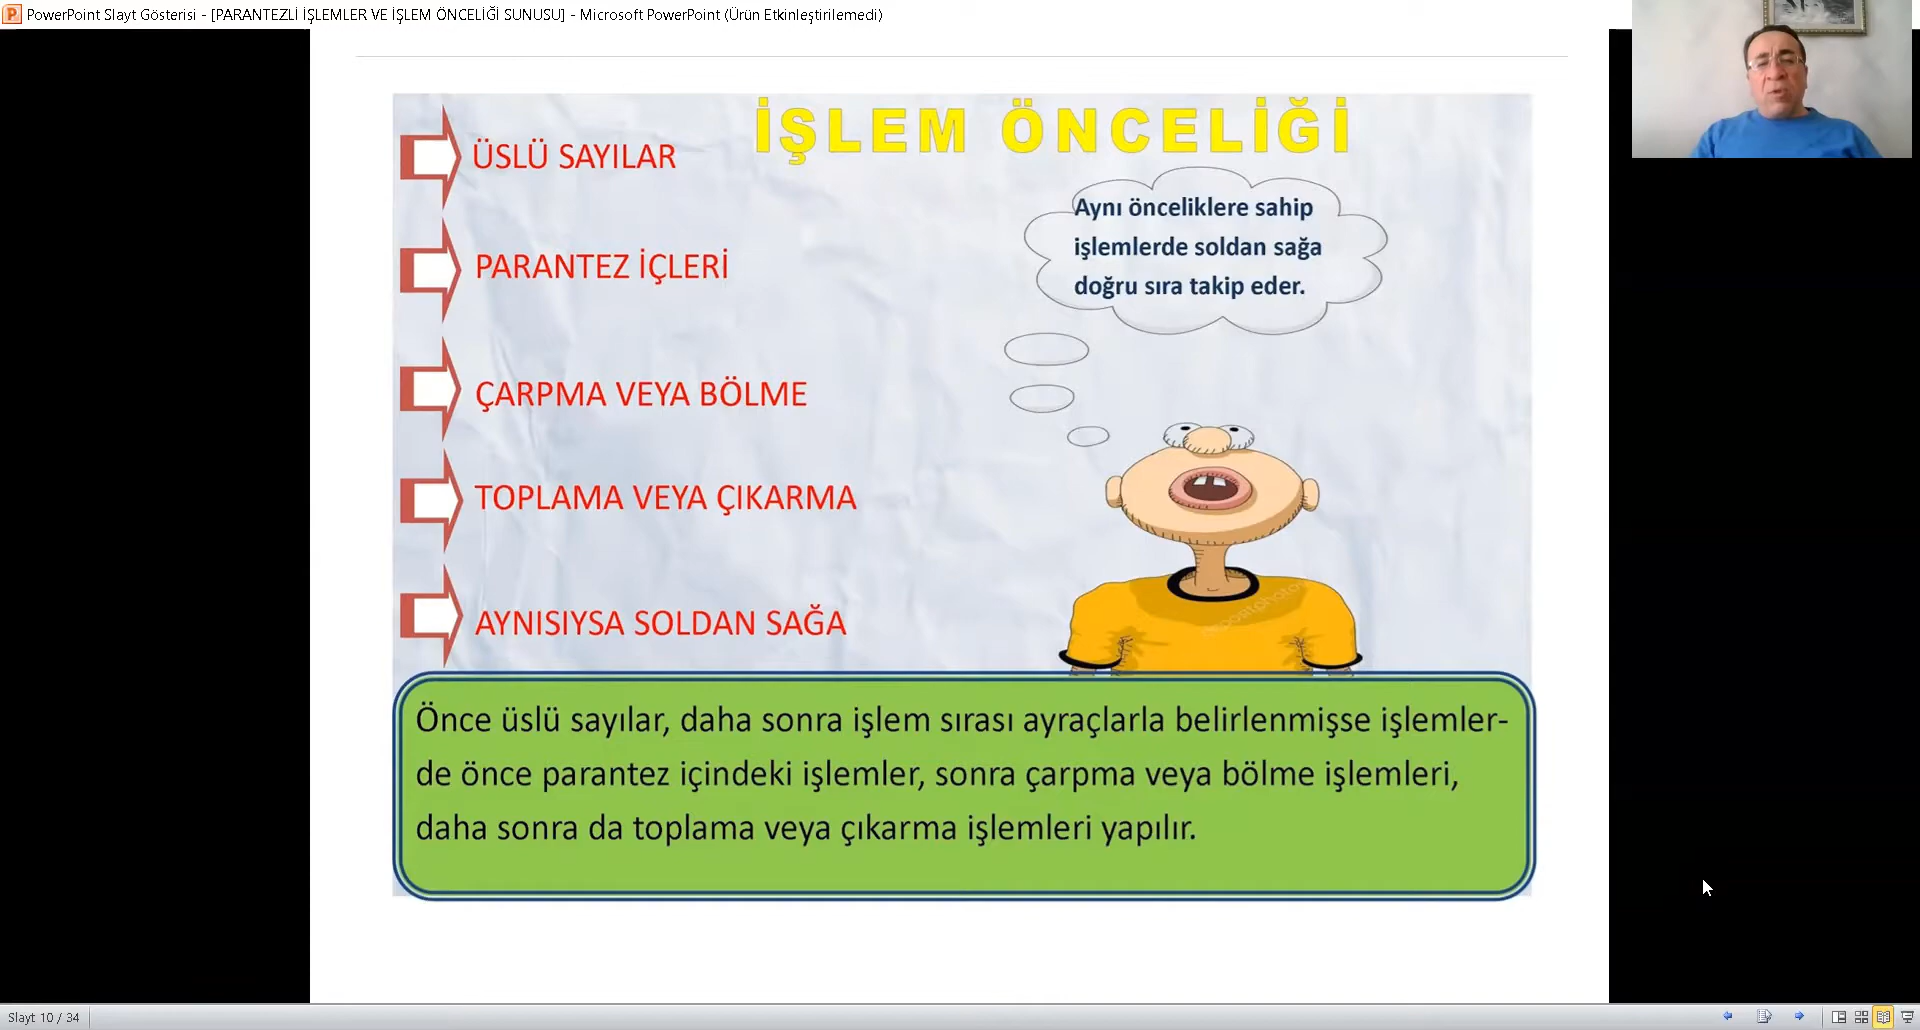 PowerPoint Slayt Gösterisi - [PARANTEZLİ İŞLEMLER VE İŞLEM ÖNCELİĞİ SUNUSU] - Microsoft PowerPoint (Ürün Etkinleştirilemedi)
İŞLEM ÖNCELİĞİ
ÜSLÜ SAYILAR
PARANTEZ İÇLERİ
ÇARPMA VEYA BÖLME
TOPLAMA VEYA ÇIKARMA
AYNISIYSA SOLDAN SAĞA
Aynı önceliklere sahip
işlemlerde soldan sağa
doğru sıra takip eder.
Önce üslü sayılar, daha sonra işlem sırası ayraçlarla belirlenmişse işlemler-
de önce parantez içindeki işlemler, sonra çarpma veya bölme işlemleri,
daha sonra da toplama veya çıkarma işlemleri yapılır.
Slayt 10 / 34